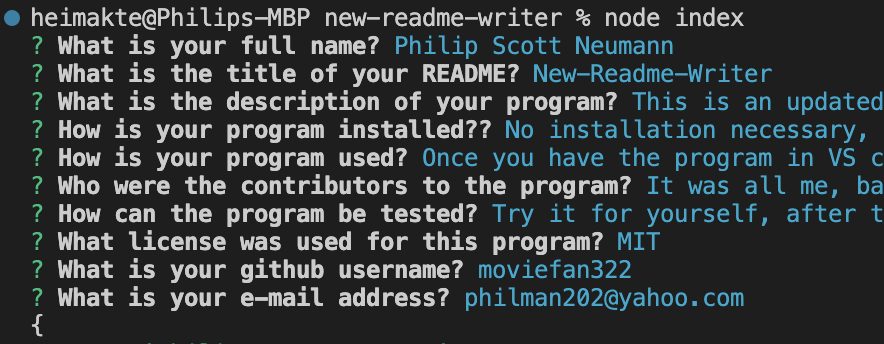 heimakte@Philips-MBP new-readme-writer % node index
? What is your full name? Philip Scott Neumann
? What is the title of your README? New-Readme-Writer
? What is the description of your program? This is an updated
? How is your program installed?? No installation necessary,
? How is your program used? Once you have the program in VS c
? Who were the contributors to the program? It was all me, ba
? How can the program be tested? Try it for yourself, after t
? What license was used for this program? MIT
? What is your github username? moviefan322
? What is your e-mail address? philman202@yahoo.com
{